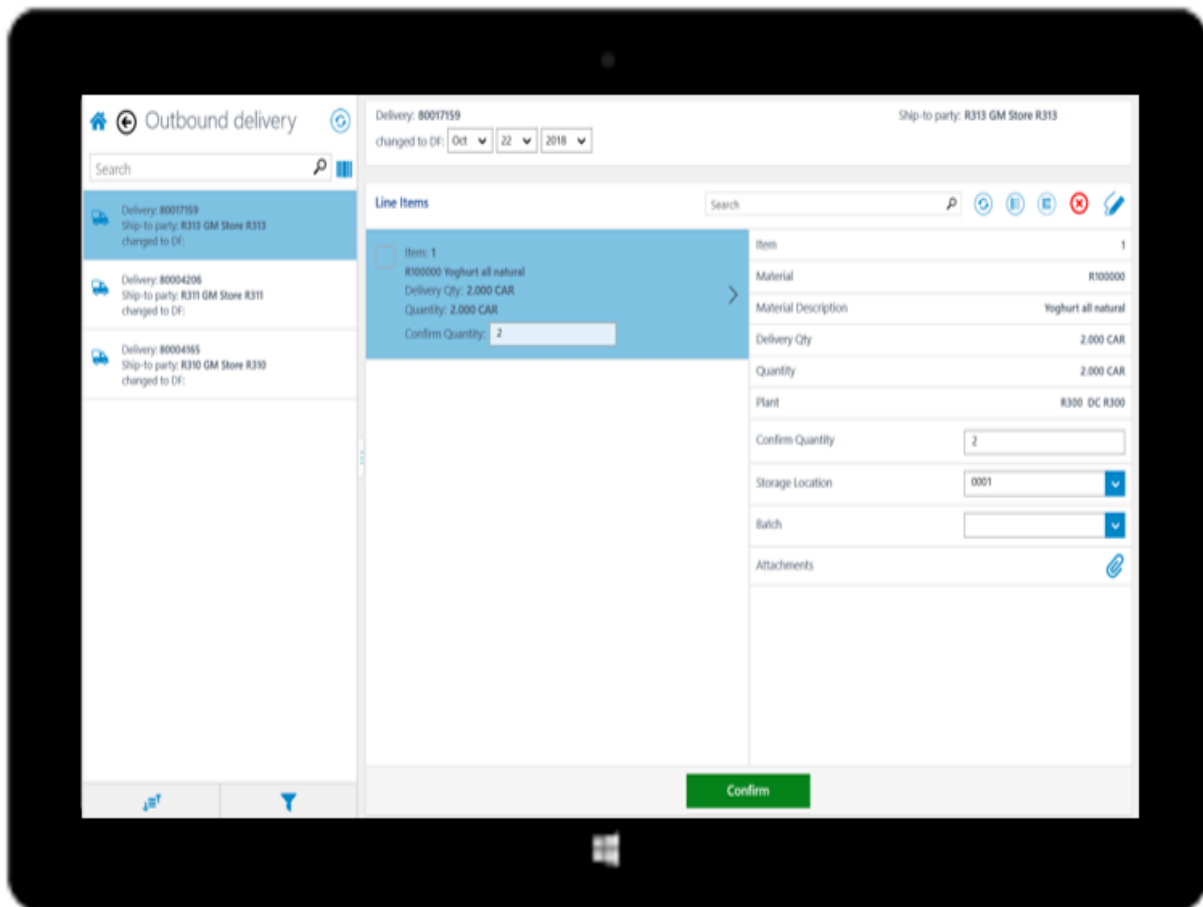 Outbound delivery
Search
Delivery: 80017159
Ship-to party: R313 GM Store R313
changed to DF:
Delivery: 80004206
Ship-to party: R311 GM Store R311
changed to DF:
Delivery: 80004165
Ship-to party: R310 GM Store R310
changed to DF:
Delivery: 80017159
Ship-to party: R313 GM Store R313
changed to DF: Oct 22 2018
Line Items
Search
Item: 1
R100000 Yoghurt all natural
Delivery Qty: 2.000 CAR
Quantity: 2.000 CAR
Confirm Quantity: 2
Item 1
Material R100000
Material Description Yoghurt all natural
Delivery Qty 2.000 CAR
Quantity 2.000 CAR
Plant R300 DC R300
Confirm Quantity 2
Storage Location 0001
Batch
Attachments
Confirm